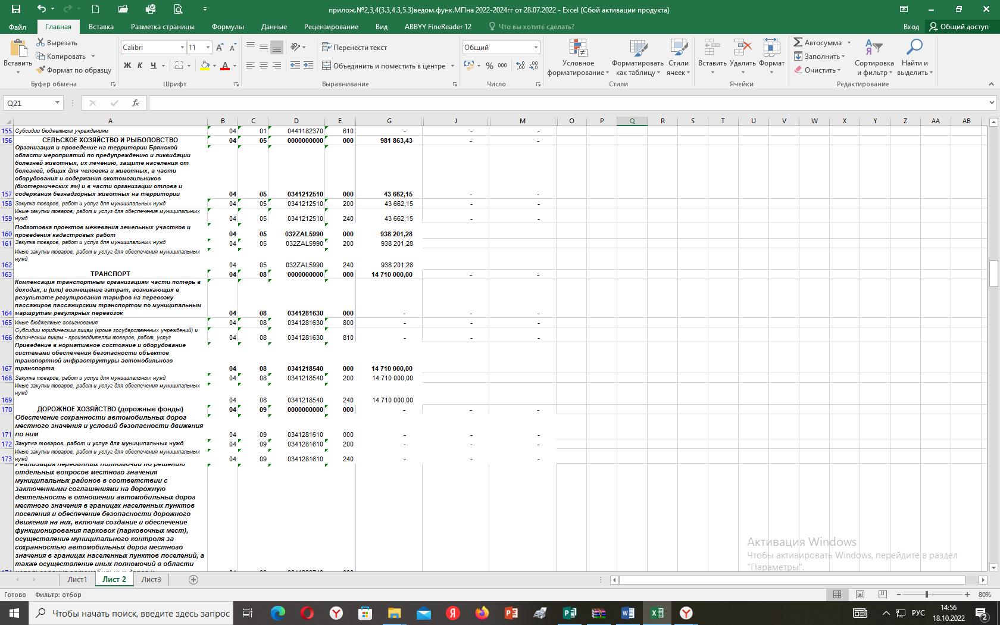 прилож.№2,3,4(3.3,4.3,5.3)ведом.функ.МПна 2022-2024гг от 28.07.2022 - Excel (Сбой активации продукта)
Файл Главная Вставка Разметка страницы Формулы Данные Рецензирование Вид ABBYY FineReader 12 Что вы хотите сделать? Вход Общий доступ
Вставить
Вырезать
Копировать
Формат по образцу
Буфер обмена
Calibri 11
Ж К Ч
Шрифт
Перенести текст
Объединить и поместить в центре
Выравнивание
Общий
% 000
Число
Условное форматирование
Форматировать как таблицу
Стили ячеек
Стили
Вставить Удалить Формат
Ячейки
Автосумма
Заполнить
Очистить
Сортировка и фильтр
Найти и выделить
Редактирование
Q21 fx
A B C D E G J M O P Q R S T U V W X Y Z AA AB
155 Субсидии бюджетным учреждениям 04 01 0441182370 610 - - -
156 СЕЛЬСКОЕ ХОЗЯЙСТВО И РЫБОЛОВСТВО 04 05 0000000000 000 981 863,43 - -
Организация и проведение на территории Брянской
области мероприятий по предупреждению и ликвидации
болезней животных, их лечению, защите населения от
болезней, общих для человека и животных, в части
оборудования и содержания скотомогильников
(биотермических ям) и в части организации отлова и
157 содержания безнадзорных животных на территории 04 05 0341212510 000 43 662,15 - -
158 Закупка товаров, работ и услуг для муниципальных нужд 04 05 0341212510 200 43 662,15 - -
Иные закупки товаров, работ и услуг для обеспечения муниципальных
159 нужд 04 05 0341212510 240 43 662,15 - -
Подготовка проектов межевания земельных участков и
160 проведения кадастровых работ 04 05 032ZAL5990 000 938 201,28
161 Закупка товаров, работ и услуг для муниципальных нужд 04 05 032ZAL5990 200 938 201,28
Иные закупки товаров, работ и услуг для обеспечения муниципальных
нужд
162 04 05 032ZAL5990 240 938 201,28
163 ТРАНСПОРТ 04 08 0000000000 000 14 710 000,00 - -
Компенсация транспортным организациям части потерь в
доходах, и (или) возмещение затрат, возникающих в
результате регулирования тарифов на перевозку
пассажиров пассажирским транспортом по муниципальным
164 маршрутам регулярных перевозок 04 08 0341281630 000 - - -
165 Иные бюджетные ассигнования 04 08 0341281630 800 - - -
Субсидии юридическим лицам (кроме государственных учреждений) и
166 физическим лицам - производителям товаров, работ, услуг 04 08 0341281630 810 - - -
Приведение в нормативное состояние и оборудование
системами обеспечения безопасности объектов
транспортной инфраструктуры автомобильного
167 транспорта 04 08 0341218540 000 14 710 000,00
168 Закупка товаров, работ и услуг для муниципальных нужд 04 08 0341218540 200 14 710 000,00
Иные закупки товаров, работ и услуг для обеспечения муниципальных
нужд
169 04 08 0341218540 240 14 710 000,00
170 ДОРОЖНОЕ ХОЗЯЙСТВО (дорожные фонды) 04 09 0000000000 000 - - -
Обеспечение сохранности автомобильных дорог
местного значения и условий безопасности движения
171 по ним 04 09 0341281610 000 - - -
172 Закупка товаров, работ и услуг для муниципальных нужд 04 09 0341281610 200 - - -
Иные закупки товаров, работ и услуг для обеспечения муниципальных
173 нужд 04 09 0341281610 240 - - -
Реализация переданных полномочий по решению
отдельных вопросов местного значения
муниципальных районов в соответствии с
заключенными соглашениями на дорожную
деятельность в отношении автомобильных дорог
местного значения в границах населенных пунктов
поселения и обеспечение безопасности дорожного
движения на них, включая создание и обеспечение
функционирования парковок (парковочных мест),
осуществление муниципального контроля за
сохранностью автомобильных дорог местного
значения в границах населенных пунктов поселений, а
также осуществление иных полномочий в области
Активация Windows
Чтобы активировать Windows, перейдите в раздел
"Параметры".
Лист1 Лист 2 Лист3
Готово Фильтр: отбор 80%
Чтобы начать поиск, введите здесь запрос
РУС 14:56
18.10.2022 2